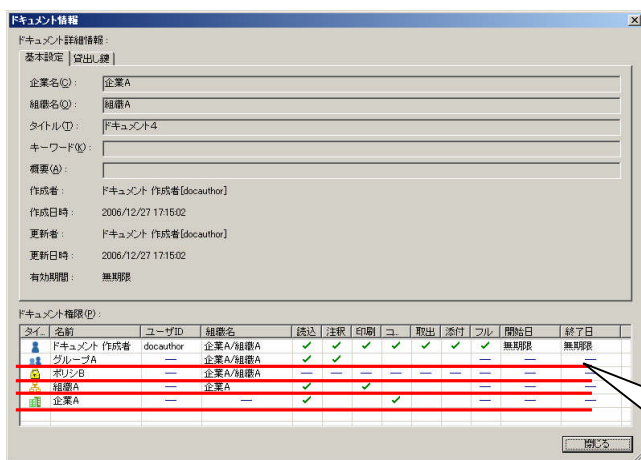 ドキュメント情報
ドキュメント詳細情報：
基本設定 貸出し鍵
企業名(C)： 企業A
組織名(O)： 組織A
タイトル(T)： ドキュメント4
キーワード(K)：
概要(A)：
作成者： ドキュメント 作成者[docauthor]
作成日時： 2006/12/27 17:15:02
更新者： ドキュメント 作成者[docauthor]
更新日時： 2006/12/27 17:15:02
有効期間： 無期限
ドキュメント権限(P)：
タイ... 名前 ユーザID 組織名 読込 注釈 印刷 コ... 取出 添付 フル 開始日 終了日
ドキュメント 作成者 docauthor 企業A/組織A ✓ ✓ ✓ ✓ ✓ ✓ ✓ 無期限 無期限
グループA — 企業A/組織A ✓ ✓ — — —
ポリシB — 企業A/組織A — — — — — — — — —
組織A — 企業A ✓ ✓ — — —
企業A — — ✓ ✓ — — —
閉じる